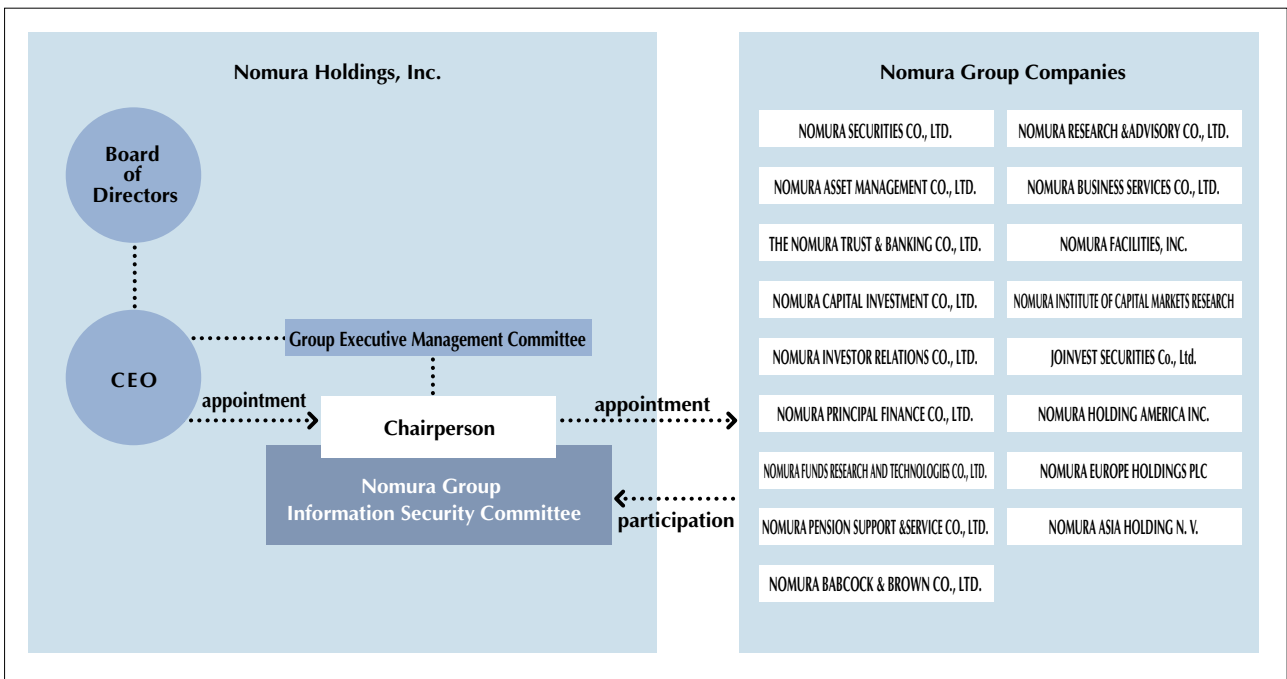 Nomura Holdings, Inc.
Board
of
Directors
CEO
Group Executive Management Committee
appointment
Chairperson
Nomura Group
Information Security Committee
appointment
participation
Nomura Group Companies
NOMURA SECURITIES CO., LTD.
NOMURA RESEARCH &ADVISORY CO., LTD.
NOMURA ASSET MANAGEMENT CO., LTD.
NOMURA BUSINESS SERVICES CO., LTD.
THE NOMURA TRUST & BANKING CO., LTD.
NOMURA FACILITIES, INC.
NOMURA CAPITAL INVESTMENT CO., LTD.
NOMURA INSTITUTE OF CAPITAL MARKETS RESEARCH
NOMURA INVESTOR RELATIONS CO., LTD.
JOINVEST SECURITIES Co., Ltd.
NOMURA PRINCIPAL FINANCE CO., LTD.
NOMURA HOLDING AMERICA INC.
NOMURA FUNDS RESEARCH AND TECHNOLOGIES CO., LTD.
NOMURA EUROPE HOLDINGS PLC
NOMURA PENSION SUPPORT &SERVICE CO., LTD.
NOMURA ASIA HOLDING N. V.
NOMURA BABCOCK & BROWN CO., LTD.